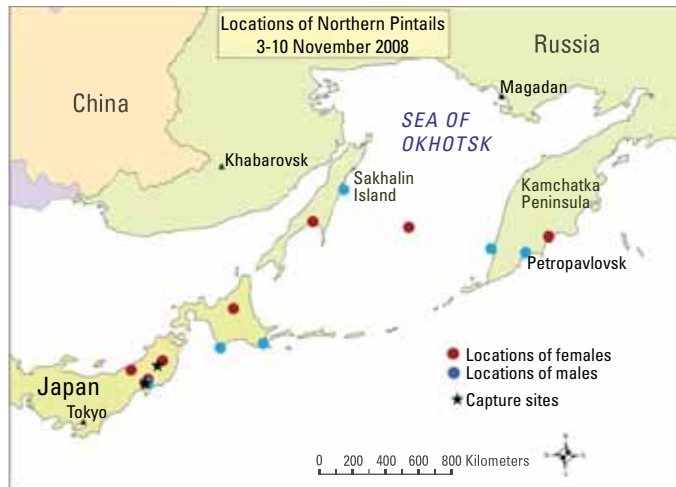 Locations of Northern Pintails
3-10 November 2008
Russia
China
Magadan
SEA OF
OKHOTSK
Khabarovsk
Sakhalin
Island
Kamchatka
Peninsula
Petropavlovsk
Japan
Tokyo
Locations of females
Locations of males
Capture sites
0 200 400 600 800 Kilometers